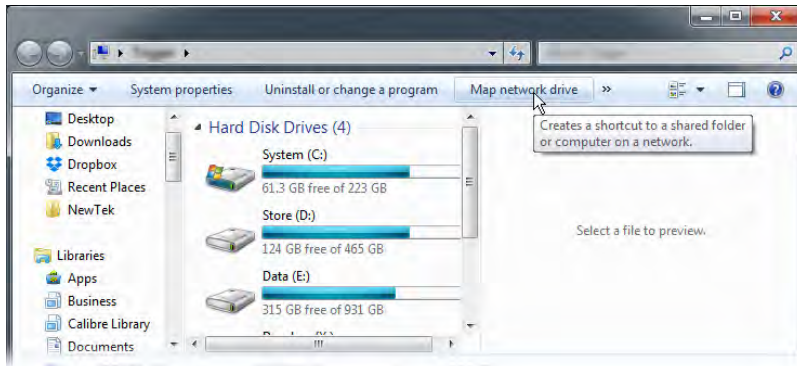 Organize
System properties
Uninstall or change a program
Map network drive
»
Creates a shortcut to a shared folder
or computer on a network.
Desktop
Downloads
Dropbox
Recent Places
NewTek
Libraries
Apps
Business
Calibre Library
Documents
Hard Disk Drives (4)
System (C:)
61.3 GB free of 223 GB
Store (D:)
124 GB free of 465 GB
Data (E:)
315 GB free of 931 GB
Select a file to preview.